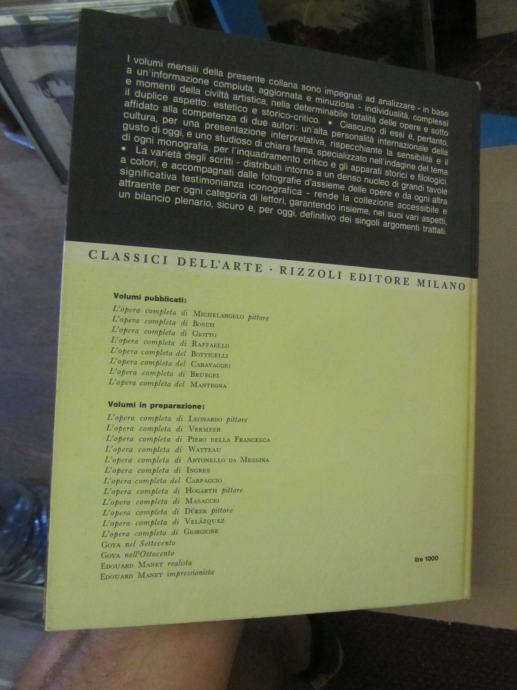 I volumi mensili della presente collana sono impegnati ad analizzare - in base
a un'informazione compiuta, aggiornata e minuziosa - individualità, complessi
e momenti della civiltà artistica, nella determinabile totalità delle opere e sotto
il duplice aspetto: estetico e storico-critico. • Ciascuno di essi è, pertanto,
affidato alla competenza di due autori: un'alta personalità internazionale della
cultura, per una presentazione interpretativa, rispecchiante la sensibilità e il
gusto di oggi, e uno studioso di chiara fama, specializzato nell'indagine del tema
di ogni monografia, per l'inquadramento critico e gli apparati storici e filologici.
• La varietà degli scritti - distribuiti intorno a un denso nucleo di grandi tavole
a colori, e accompagnati dalle fotografie d'assieme delle opere e da ogni altra
significativa testimonianza iconografica - rende la collezione accessibile e
attraente per ogni categoria di lettori, garantendo insieme, nei suoi vari aspetti,
un bilancio plenario, sicuro e, per oggi, definitivo dei singoli argomenti trattati.
CLASSICI DELL'ARTE · RIZZOLI EDITORE MILANO
Volumi pubblicati:
L'opera completa di MICHELANGELO pittore
L'opera completa di BOSCH
L'opera completa di GIOTTO
L'opera completa di RAFFAELLO
L'opera completa del BOTTICELLI
L'opera completa del CARAVAGGIO
L'opera completa di BRUEGEL
L'opera completa del MANTEGNA
Volumi in preparazione:
L'opera completa di LEONARDO pittore
L'opera completa di VERMEER
L'opera completa di PIERO DELLA FRANCESCA
L'opera completa di WATTEAU
L'opera completa di ANTONELLO DA MESSINA
L'opera completa di INGRES
L'opera completa del CARPACCIO
L'opera completa di HOGARTH pittore
L'opera completa di MASACCIO
L'opera completa di DÜRER pittore
L'opera completa di VELÁZQUEZ
L'opera completa di GIORGIONE
GOYA nel Settecento
GOYA nell'Ottocento
EDOUARD MANET realista
EDOUARD MANET impressionista
lire 1000